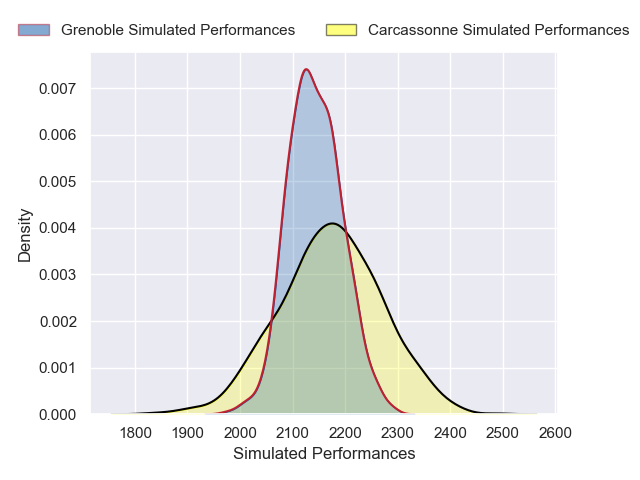 Grenoble Simulated Performances Carcassonne Simulated Performances
0.007
0.006
0.005
0.004
0.003
0.002
0.001
0.000
Density
1800 1900 2000 2100 2200 2300 2400 2500 2600
Simulated Performances